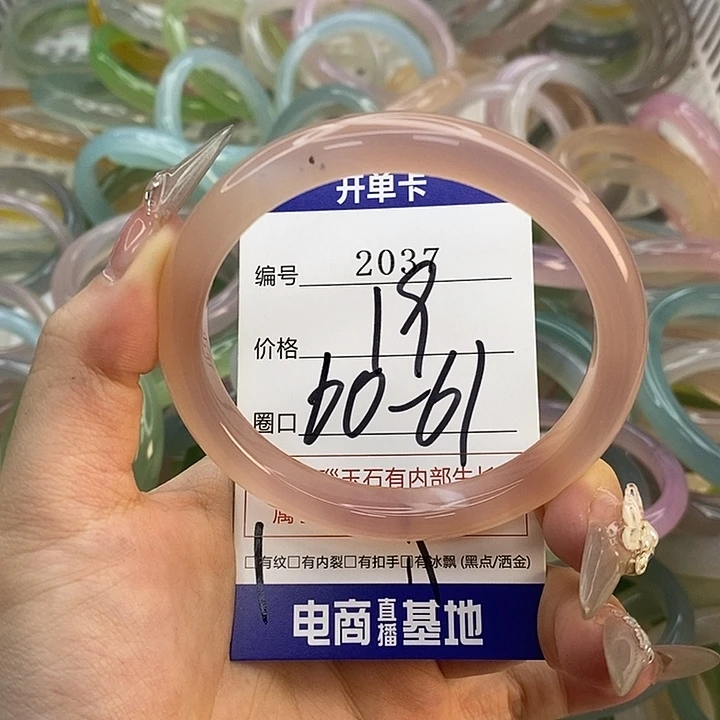 开单卡
编号 2037
价格 18
圈口 60-61
玉石有内部生长
属
□有纹□有内裂□有扣手□有冰飘 (黑点/洒金)
电商直播基地